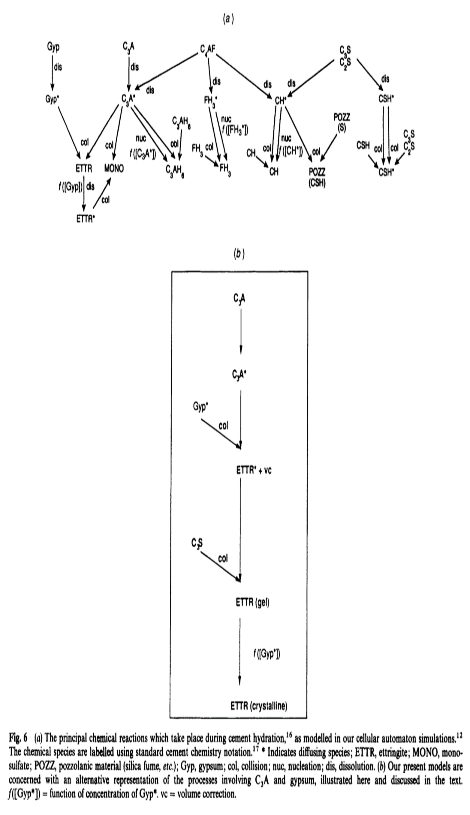 (a)
Gyp C₃A C₄AF C₃S
C₂S
dis dis dis dis dis dis dis
Gyp* C₃A* FH₃* CH* CSH*
nuc
f([FH₃*])
POZZ
(S)
C₃AH₆
col col col nuc
f([C₃A*]) col col col nuc
f([CH*]) col col col
FH₃ CH CSH C₃S
C₂S
ETTR MONO C₃AH₆ FH₃ CH POZZ
(CSH) CSH*
f([Gyp]) dis
col
ETTR*
(b)
C₃A
C₃A*
Gyp*
col
ETTR* + vc
C₃S
col
ETTR (gel)
f([Gyp*])
ETTR (crystalline)
Fig. 6 (a) The principal chemical reactions which take place during cement hydration,¹⁶ as modelled in our cellular automaton simulations.¹²
The chemical species are labelled using standard cement chemistry notation.¹⁷ * Indicates diffusing species; ETTR, ettringite; MONO, mono-
sulfate; POZZ, pozzolanic material (silica fume, etc.); Gyp, gypsum; col, collision; nuc, nucleation; dis, dissolution. (b) Our present models are
concerned with an alternative representation of the processes involving C₃A and gypsum, illustrated here and discussed in the text.
f([Gyp*]) = function of concentration of Gyp*. vc = volume correction.